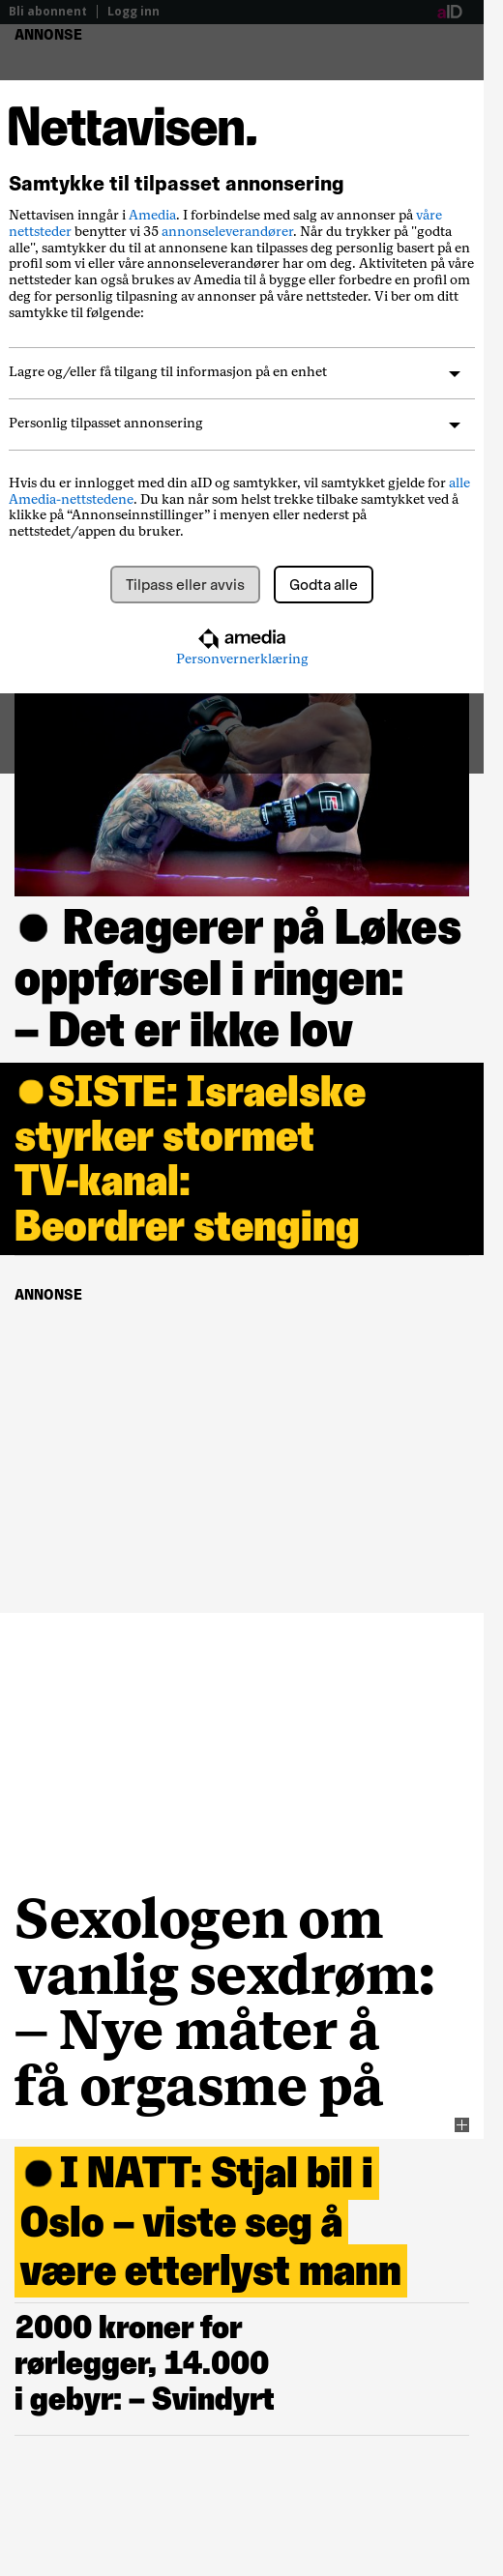 Bli abonnent | Logg inn
aID
ANNONSE
Nettavisen.
Samtykke til tilpasset annonsering
Nettavisen inngår i Amedia. I forbindelse med salg av annonser på våre
nettsteder benytter vi 35 annonseleverandører. Når du trykker på "godta
alle", samtykker du til at annonsene kan tilpasses deg personlig basert på en
profil som vi eller våre annonseleverandører har om deg. Aktiviteten på våre
nettsteder kan også brukes av Amedia til å bygge eller forbedre en profil om
deg for personlig tilpasning av annonser på våre nettsteder. Vi ber om ditt
samtykke til følgende:
Lagre og/eller få tilgang til informasjon på en enhet
Personlig tilpasset annonsering
Hvis du er innlogget med din aID og samtykker, vil samtykket gjelde for alle
Amedia-nettstedene. Du kan når som helst trekke tilbake samtykket ved å
klikke på “Annonseinnstillinger” i menyen eller nederst på
nettstedet/appen du bruker.
Tilpass eller avvis
Godta alle
amedia
Personvernerklæring
Reagerer på Løkes
oppførsel i ringen:
– Det er ikke lov
SISTE: Israelske
styrker stormet
TV-kanal:
Beordrer stenging
ANNONSE
Sexologen om
vanlig sexdrøm:
– Nye måter å
få orgasme på
I NATT: Stjal bil i
Oslo – viste seg å
være etterlyst mann
2000 kroner for
rørlegger, 14.000
i gebyr: – Svindyrt